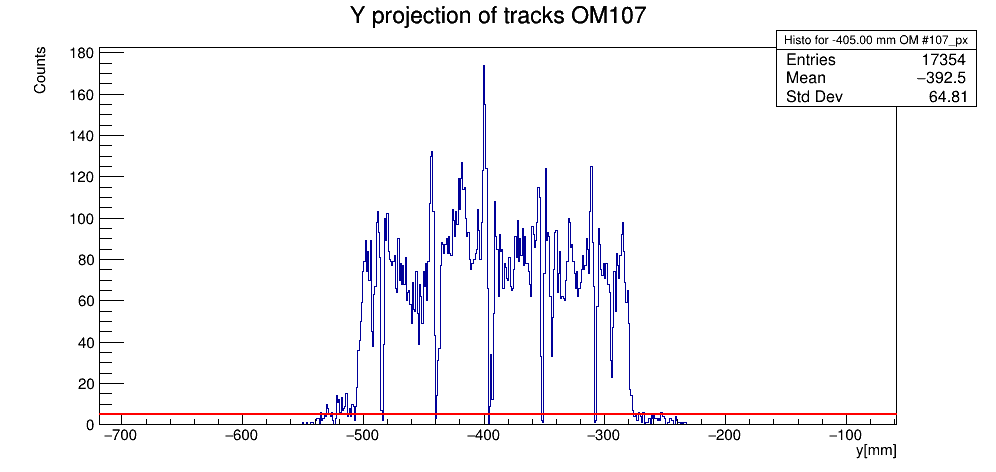 Y projection of tracks OM107
Histo for -405.00 mm OM #107_px
Entries 17354
Mean −392.5
Std Dev 64.81
Counts
180
160
140
120
100
80
60
40
20
0
−700 −600 −500 −400 −300 −200 −100
y[mm]